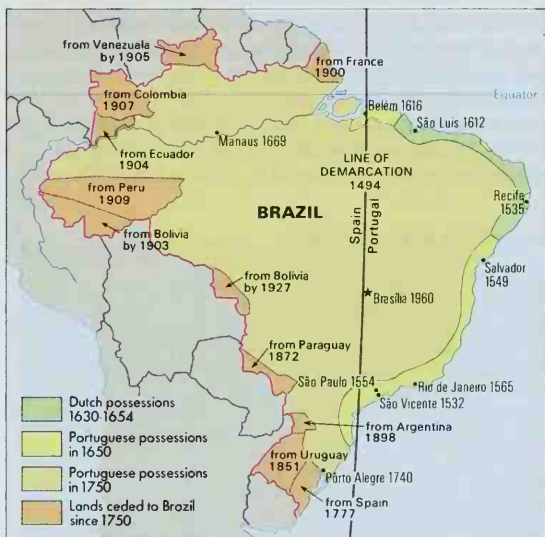 from Venezuala
by 1905
from France
1900
from Colombia
1907
Equator
Belém 1616
São Luis 1612
from Ecuador
1904
Manaus 1669
LINE OF
DEMARCATION
1494
from Peru
1909
BRAZIL
Spain
Portugal
Recife
1535
from Bolivia
by 1903
from Bolivia
by 1927
Salvador
1549
Brasília 1960
from Paraguay
1872
São Paulo 1554
Rio de Janeiro 1565
São Vicente 1532
from Argentina
1898
from Uruguay
1851
Pôrto Alegre 1740
from Spain
1777
Dutch possessions
1630-1654
Portuguese possessions
in 1650
Portuguese possessions
in 1750
Lands ceded to Brazil
since 1750